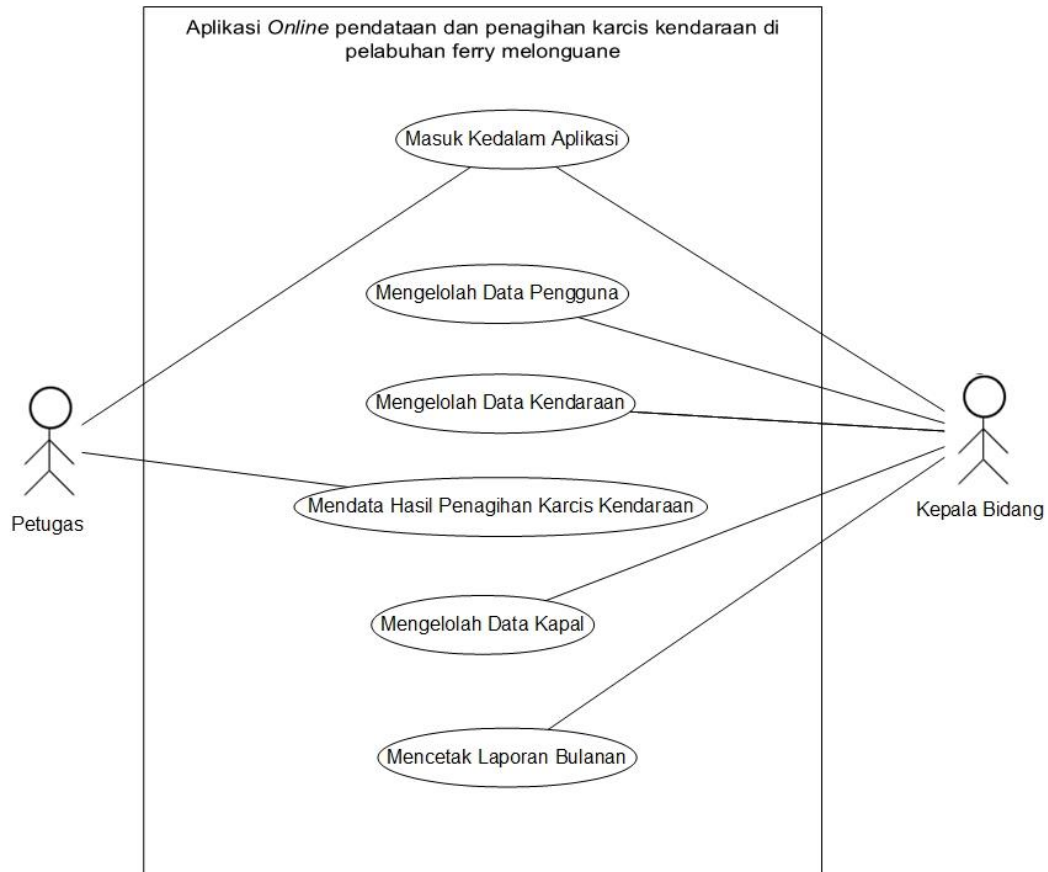 Aplikasi Online pendataan dan penagihan karcis kendaraan di
pelabuhan ferry melonguane
Masuk Kedalam Aplikasi
Mengelolah Data Pengguna
Mengelolah Data Kendaraan
Mendata Hasil Penagihan Karcis Kendaraan
Petugas
Kepala Bidang
Mengelolah Data Kapal
Mencetak Laporan Bulanan